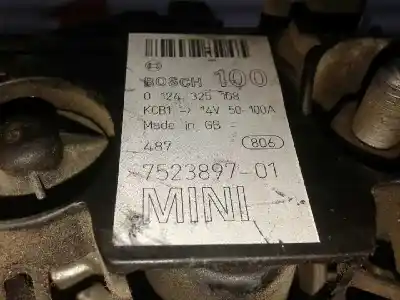 BOSCH 100
0 124 325 108
KCB1 -> 14V 50-100A
Made in GB -
487 806
7523897-01
MINI